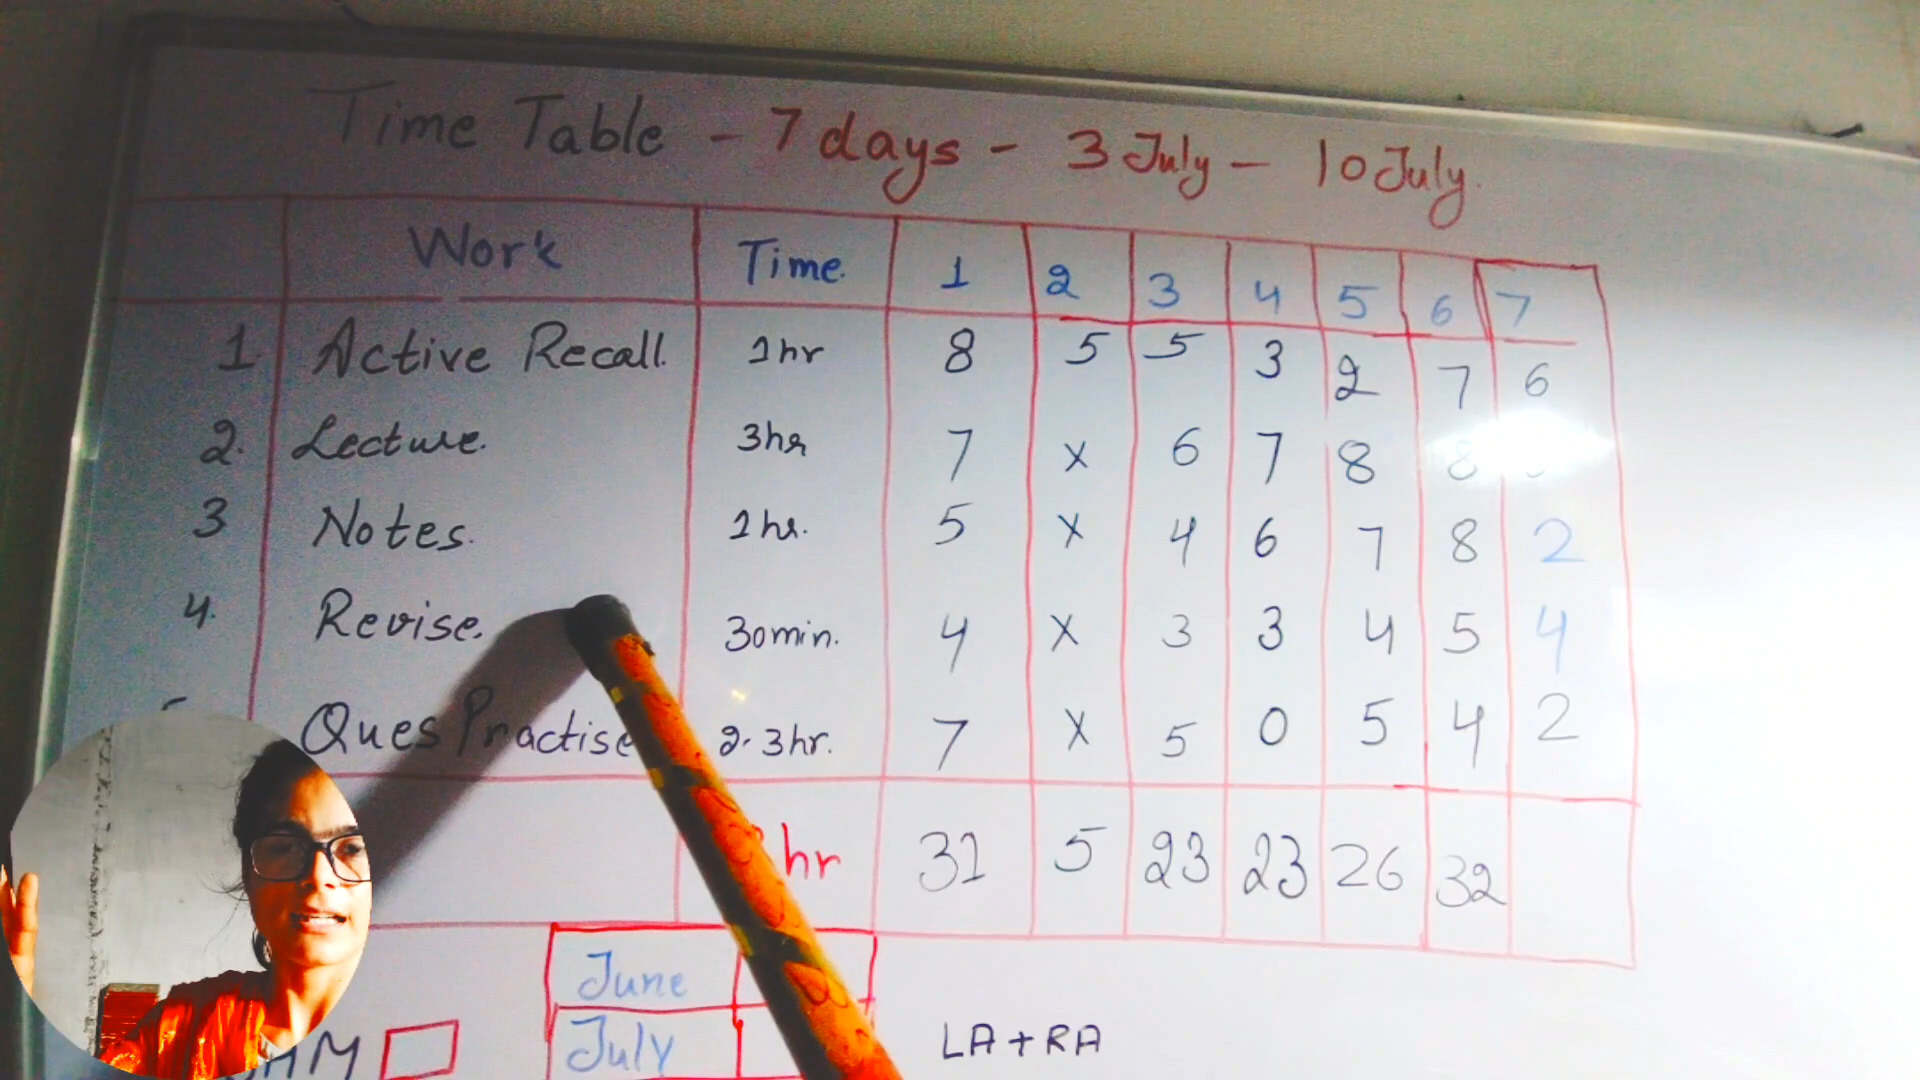 Time Table - 7 days - 3 July - 10 July.
Work Time. 1 2 3 4 5 6 7
1 Active Recall. 1hr 8 5 5 3 2 7 6
2. Lecture. 3hr 7 x 6 7 8 8
3 Notes. 1hr. 5 x 4 6 7 8 2
4. Revise. 30min. 4 x 3 3 4 5 4
Ques Practise 2.3hr. 7 x 5 0 5 4 2
hr 31 5 23 23 26 32
June
July
LA+RA